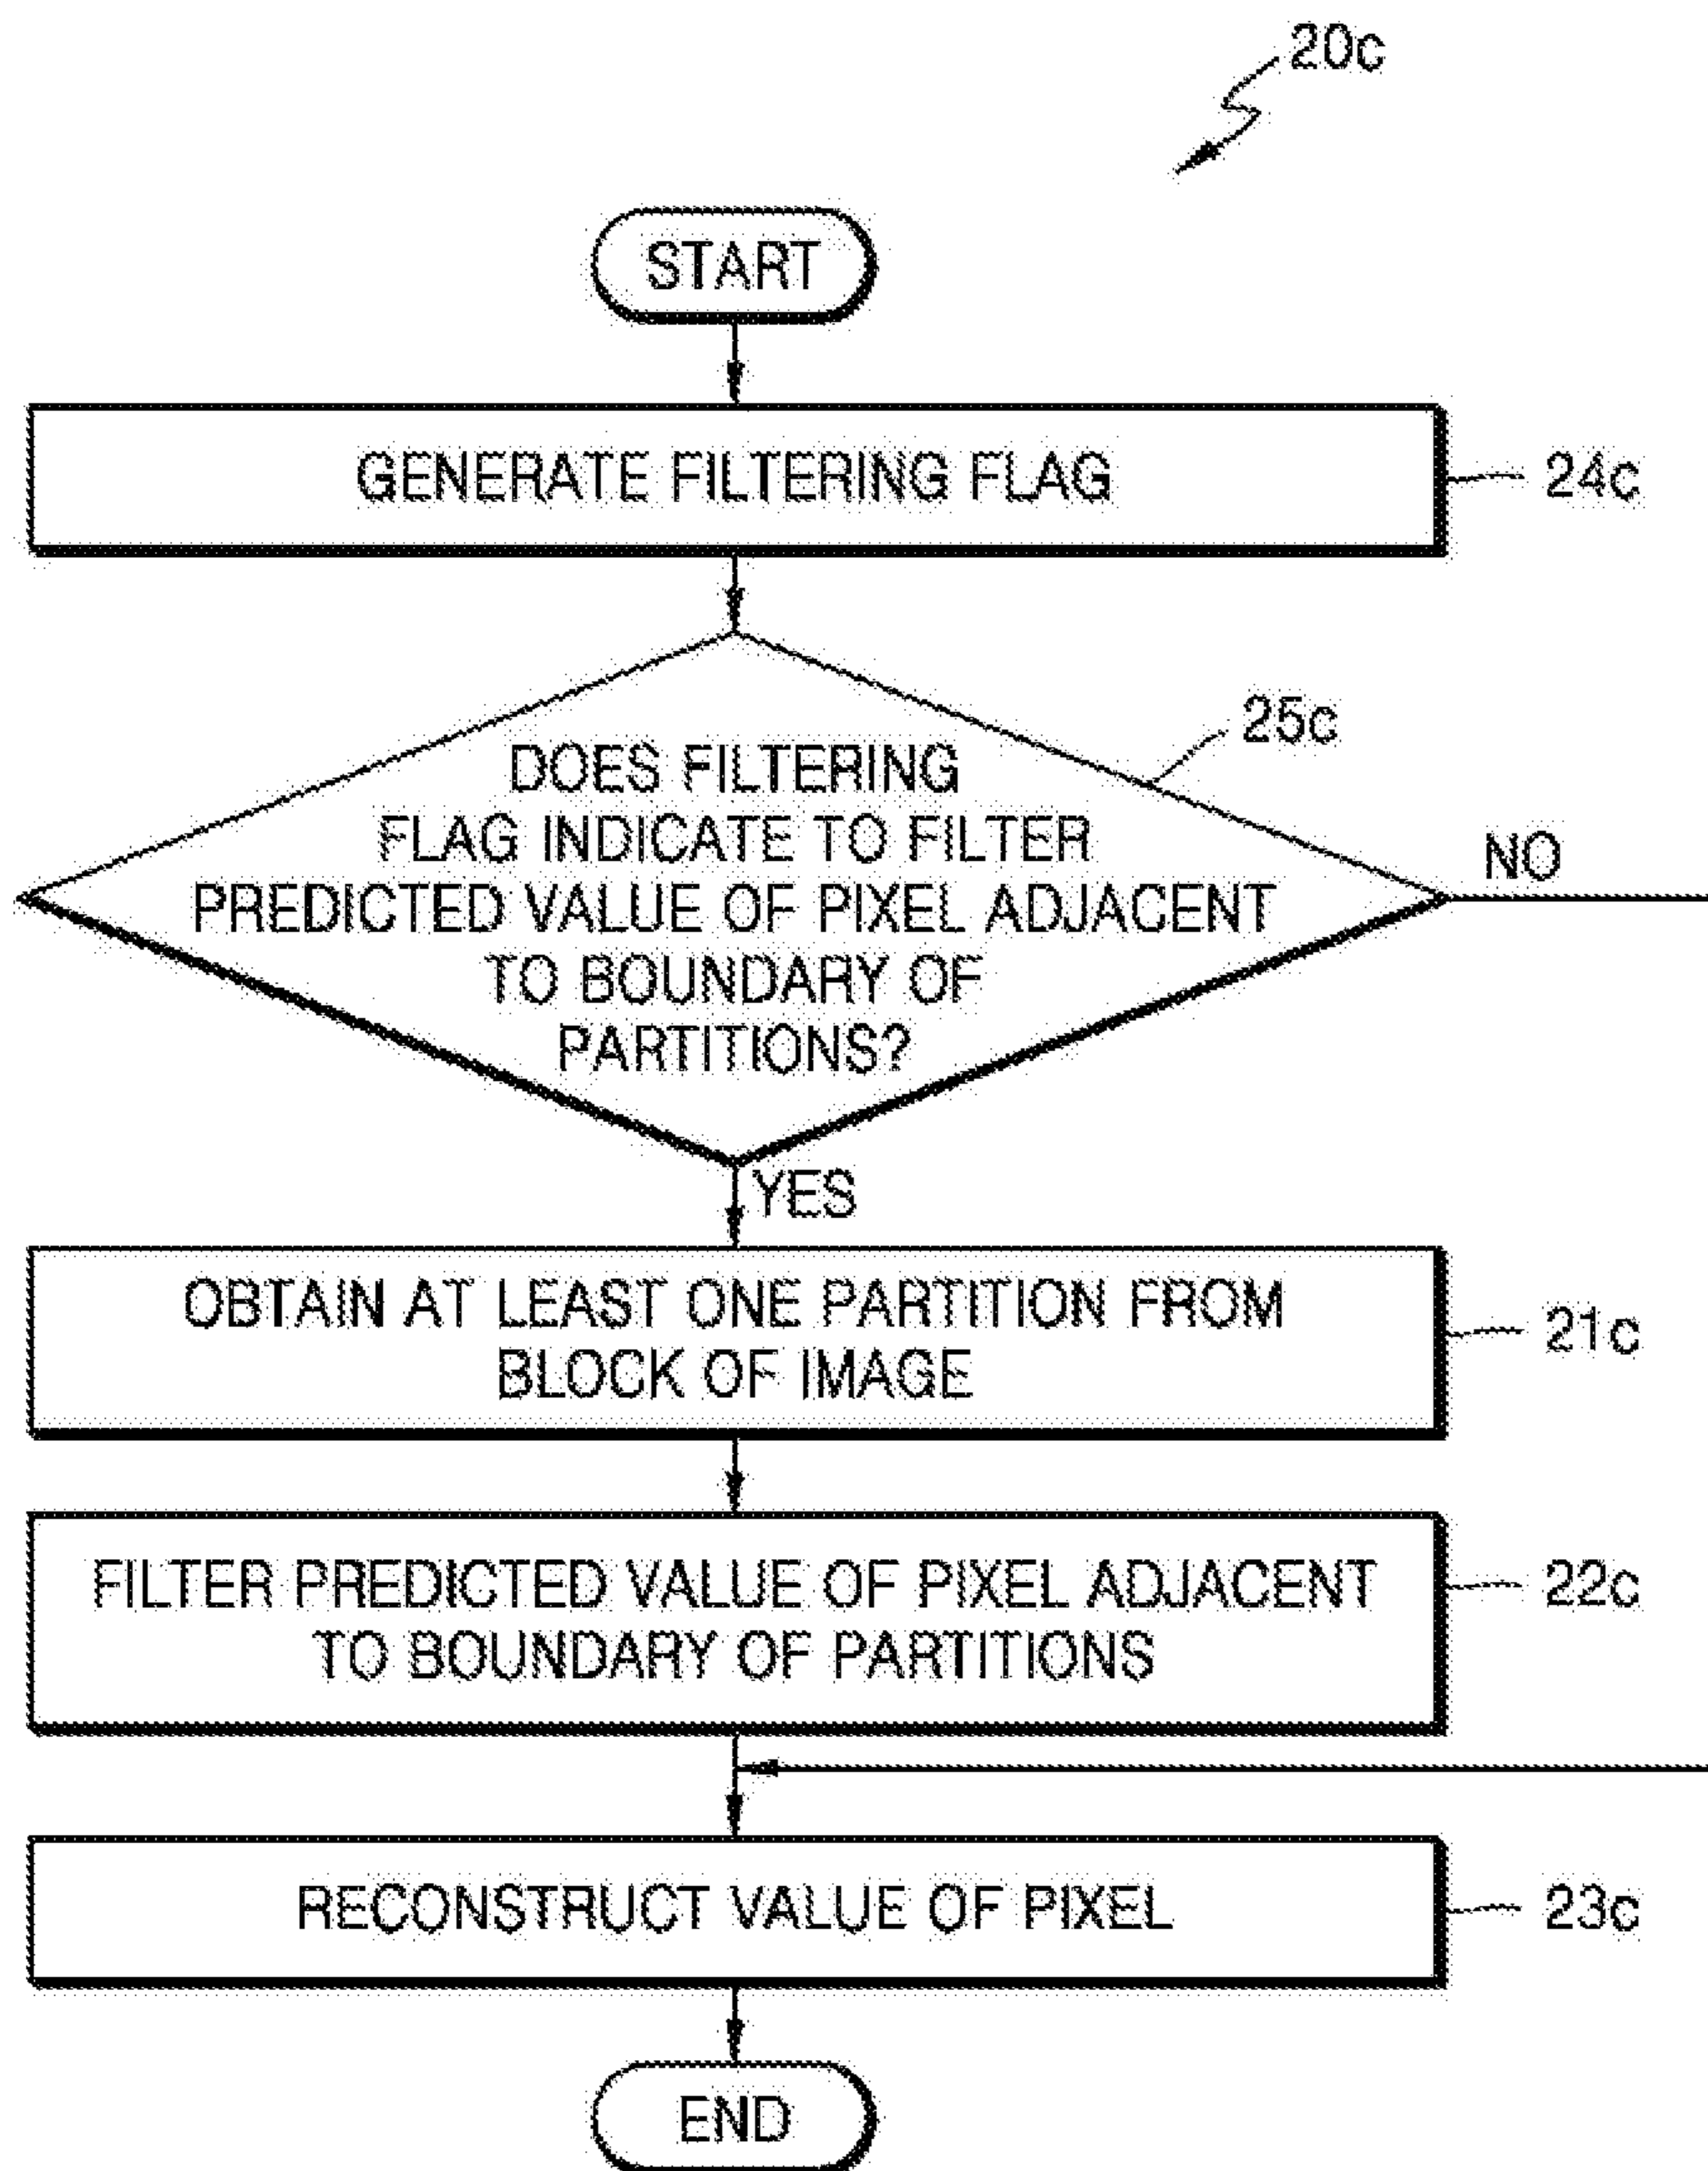 20c
START
GENERATE FILTERING FLAG
24c
25c
DOES FILTERING
FLAG INDICATE TO FILTER
PREDICTED VALUE OF PIXEL ADJACENT
TO BOUNDARY OF
PARTITIONS?
NO
YES
OBTAIN AT LEAST ONE PARTITION FROM
BLOCK OF IMAGE
21c
FILTER PREDICTED VALUE OF PIXEL ADJACENT
TO BOUNDARY OF PARTITIONS
22c
RECONSTRUCT VALUE OF PIXEL
23c
END